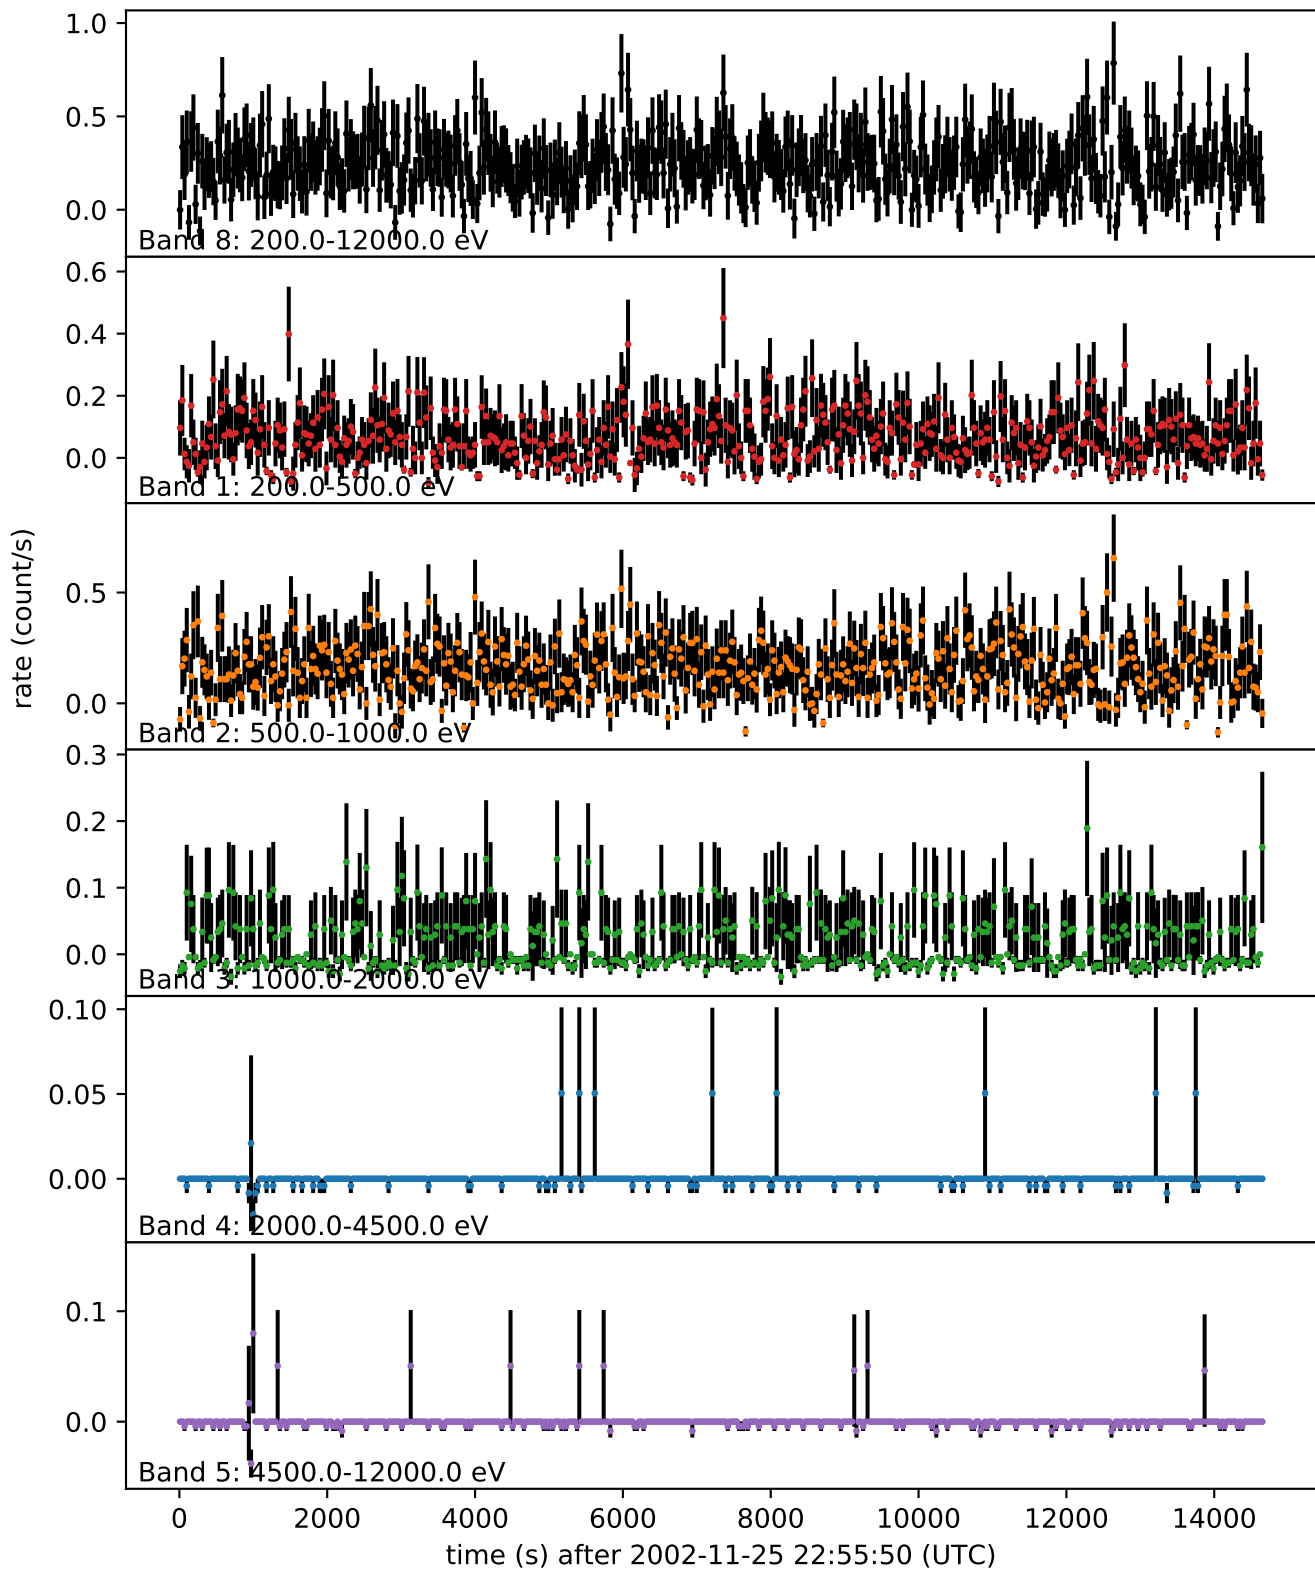 1.0
0.5
0.0
Band 8: 200.0-12000.0 eV
0.6
0.4
0.2
0.0
Band 1: 200.0-500.0 eV
rate (count/s)
0.5
0.0
Band 2: 500.0-1000.0 eV
0.3
0.2
0.1
0.0
Band 3: 1000.0-2000.0 eV
0.10
0.05
0.00
Band 4: 2000.0-4500.0 eV
0.1
0.0
Band 5: 4500.0-12000.0 eV
0 2000 4000 6000 8000 10000 12000 14000
time (s) after 2002-11-25 22:55:50 (UTC)